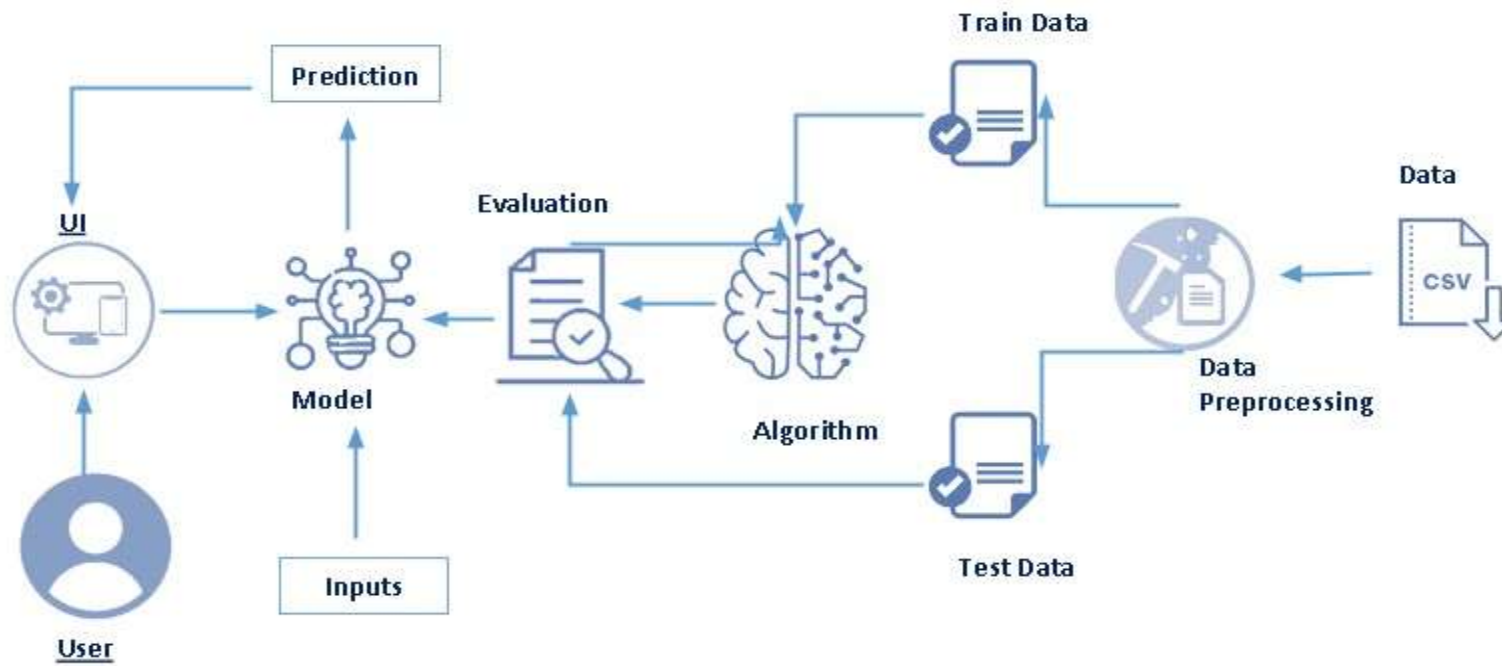 Train Data
Prediction
Data
Evaluation
UI
CSV
Model
Data
Preprocessing
Algorithm
Inputs
Test Data
User